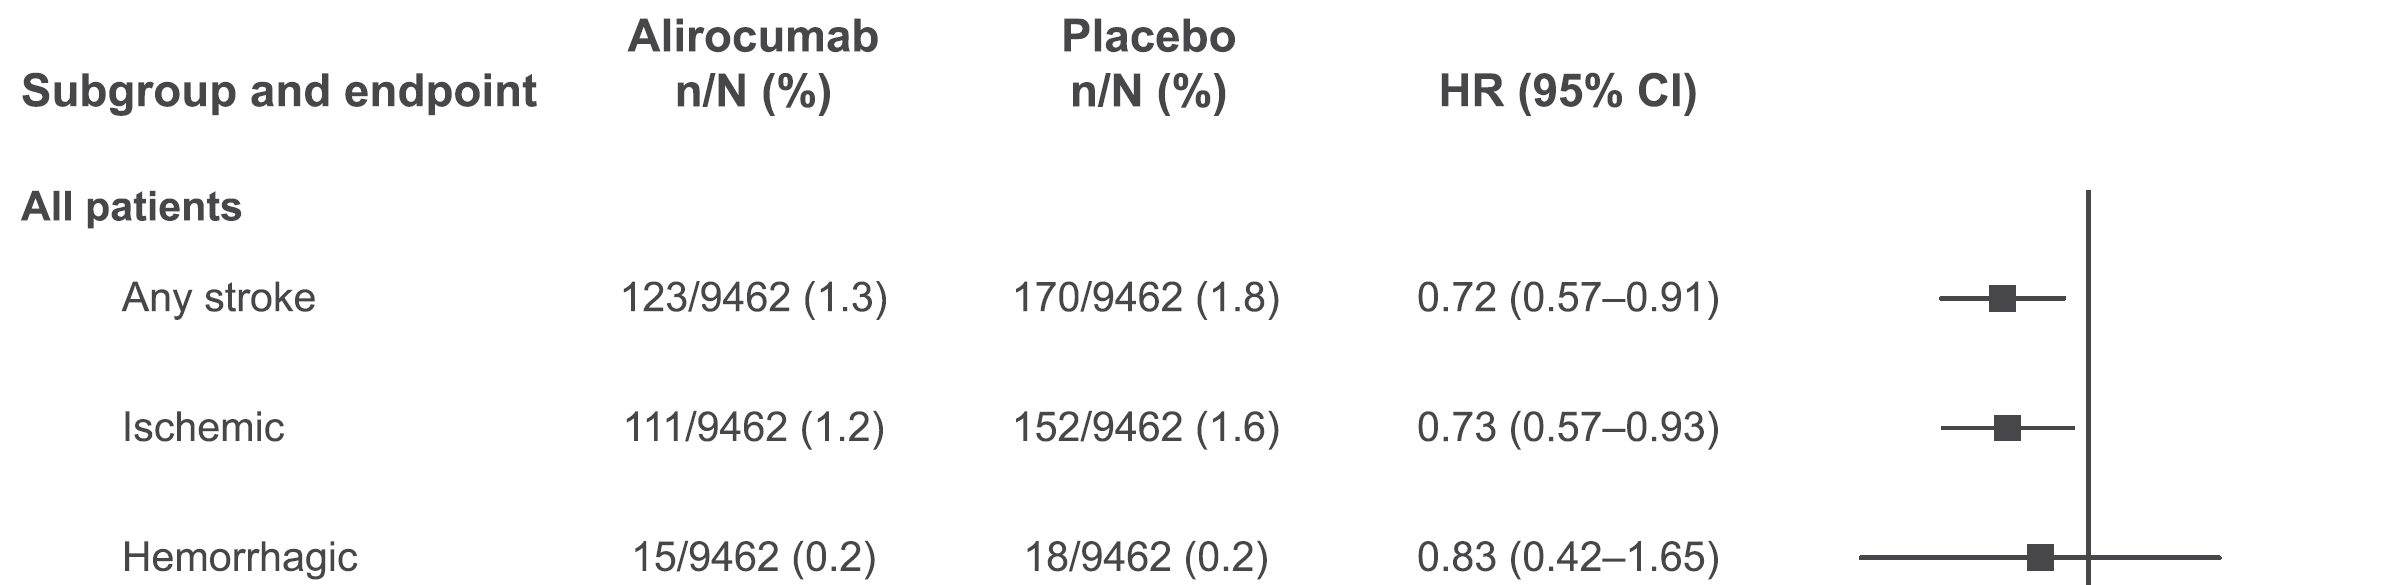 Alirocumab Placebo
Subgroup and endpoint n/N (%) n/N (%) HR (95% CI)
All patients
Any stroke 123/9462 (1.3) 170/9462 (1.8) 0.72 (0.57–0.91)
Ischemic 111/9462 (1.2) 152/9462 (1.6) 0.73 (0.57–0.93)
Hemorrhagic 15/9462 (0.2) 18/9462 (0.2) 0.83 (0.42–1.65)